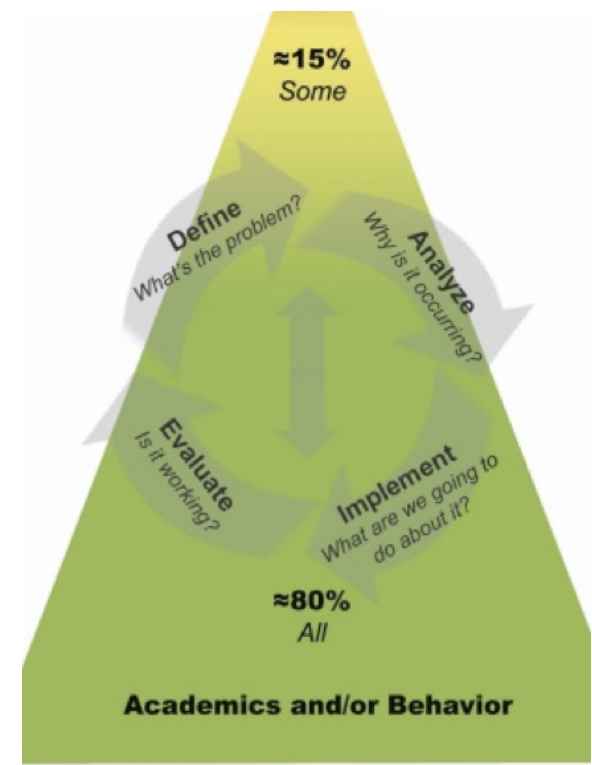 ≈15%
Some
Define
What's the problem?
Analyze
Why is it occurring?
Implement
What are we going to
do about it?
Evaluate
Is it working?
≈80%
All
Academics and/or Behavior